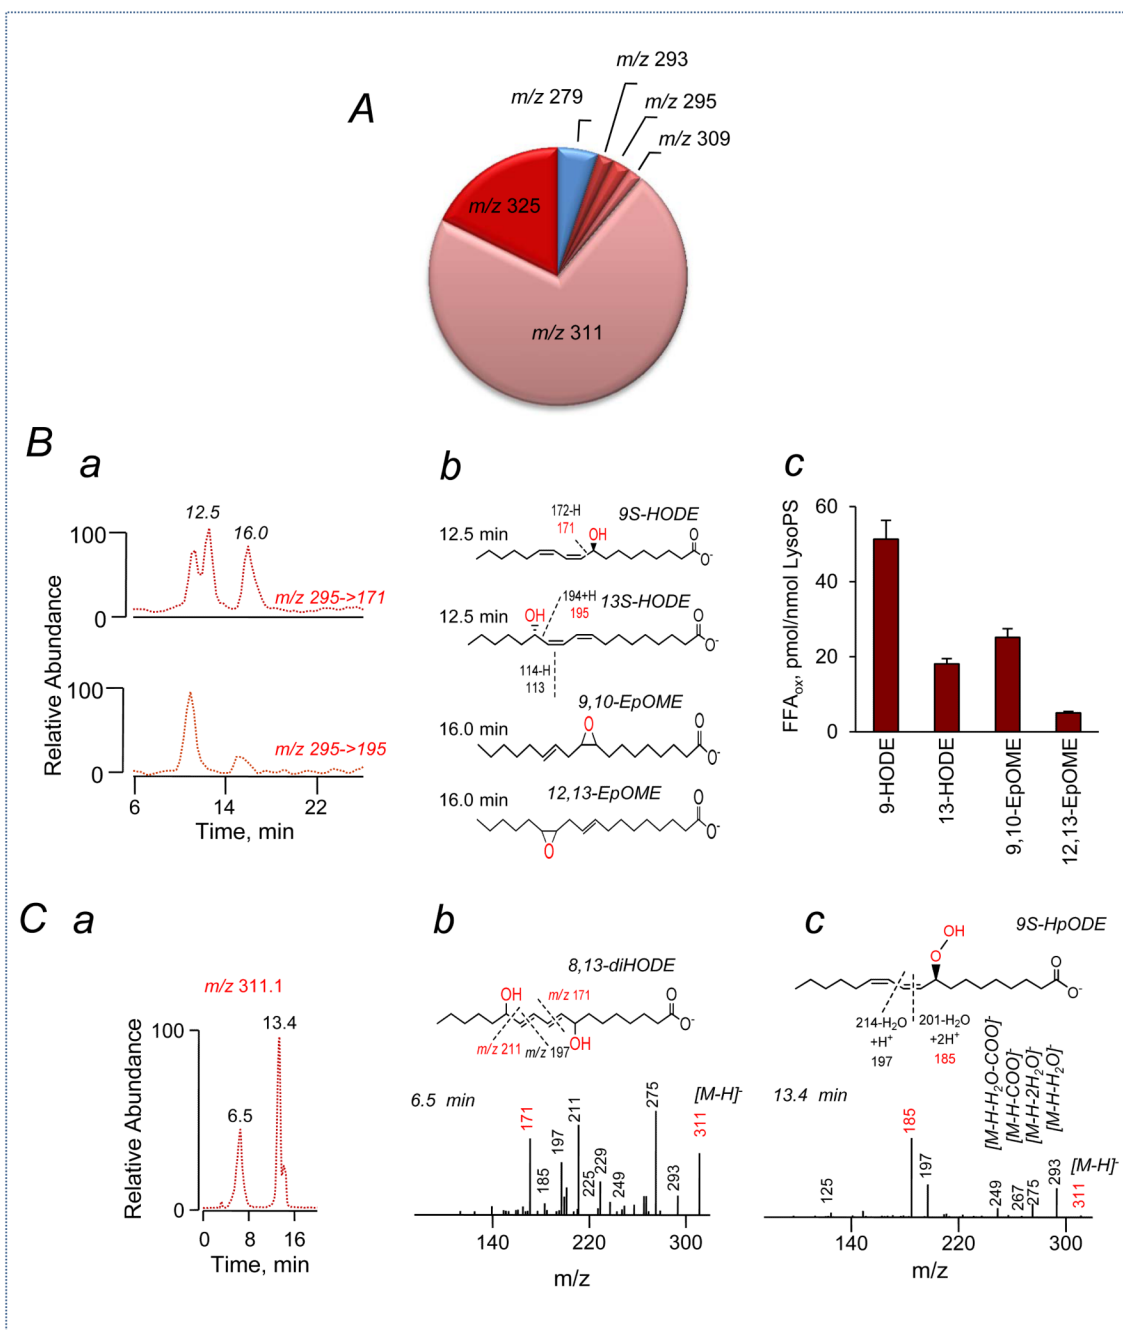 A
m/z 279
m/z 293
m/z 295
m/z 309
m/z 325
m/z 311
B
a
Relative Abundance
100
0
12.5
16.0
m/z 295->171
100
0
m/z 295->195
6
14
22
Time, min
b
12.5 min
172-H
171
OH
9S-HODE
O
O-
12.5 min
OH
194+H
195
13S-HODE
O
O-
114-H
113
9,10-EpOME
16.0 min
O
O
O-
16.0 min
12,13-EpOME
O
O
O-
c
FFAox, pmol/nmol LysoPS
60
40
20
0
9-HODE
13-HODE
9,10-EpOME
12,13-EpOME
C
a
m/z 311.1
Relative Abundance
100
0
6.5
13.4
0
8
16
Time, min
b
8,13-diHODE
OH
m/z 171
O
O-
m/z 211
m/z 197
OH
6.5 min
171
185
197
211
225
229
249
275
293
311
[M-H]-
140
220
300
m/z
c
9S-HpODE
OH
O
O
O-
214-H2O
+H+
197
201-H2O
+2H+
185
[M-H-H2O-COO]-
[M-H-COO]-
[M-H-2H2O]-
[M-H-H2O]-
[M-H]-
13.4 min
125
185
197
249
267
275
293
311
140
220
300
m/z